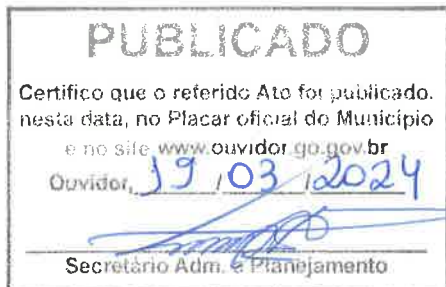 PUBLICADO
Certifico que o referido Ato foi publicado.
nesta data, no Placar oficial do Município
e no site www.ouvidor.go.gov.br
Ouvidor, 19 / 03 / 2024
Secretário Adm. e Planejamento